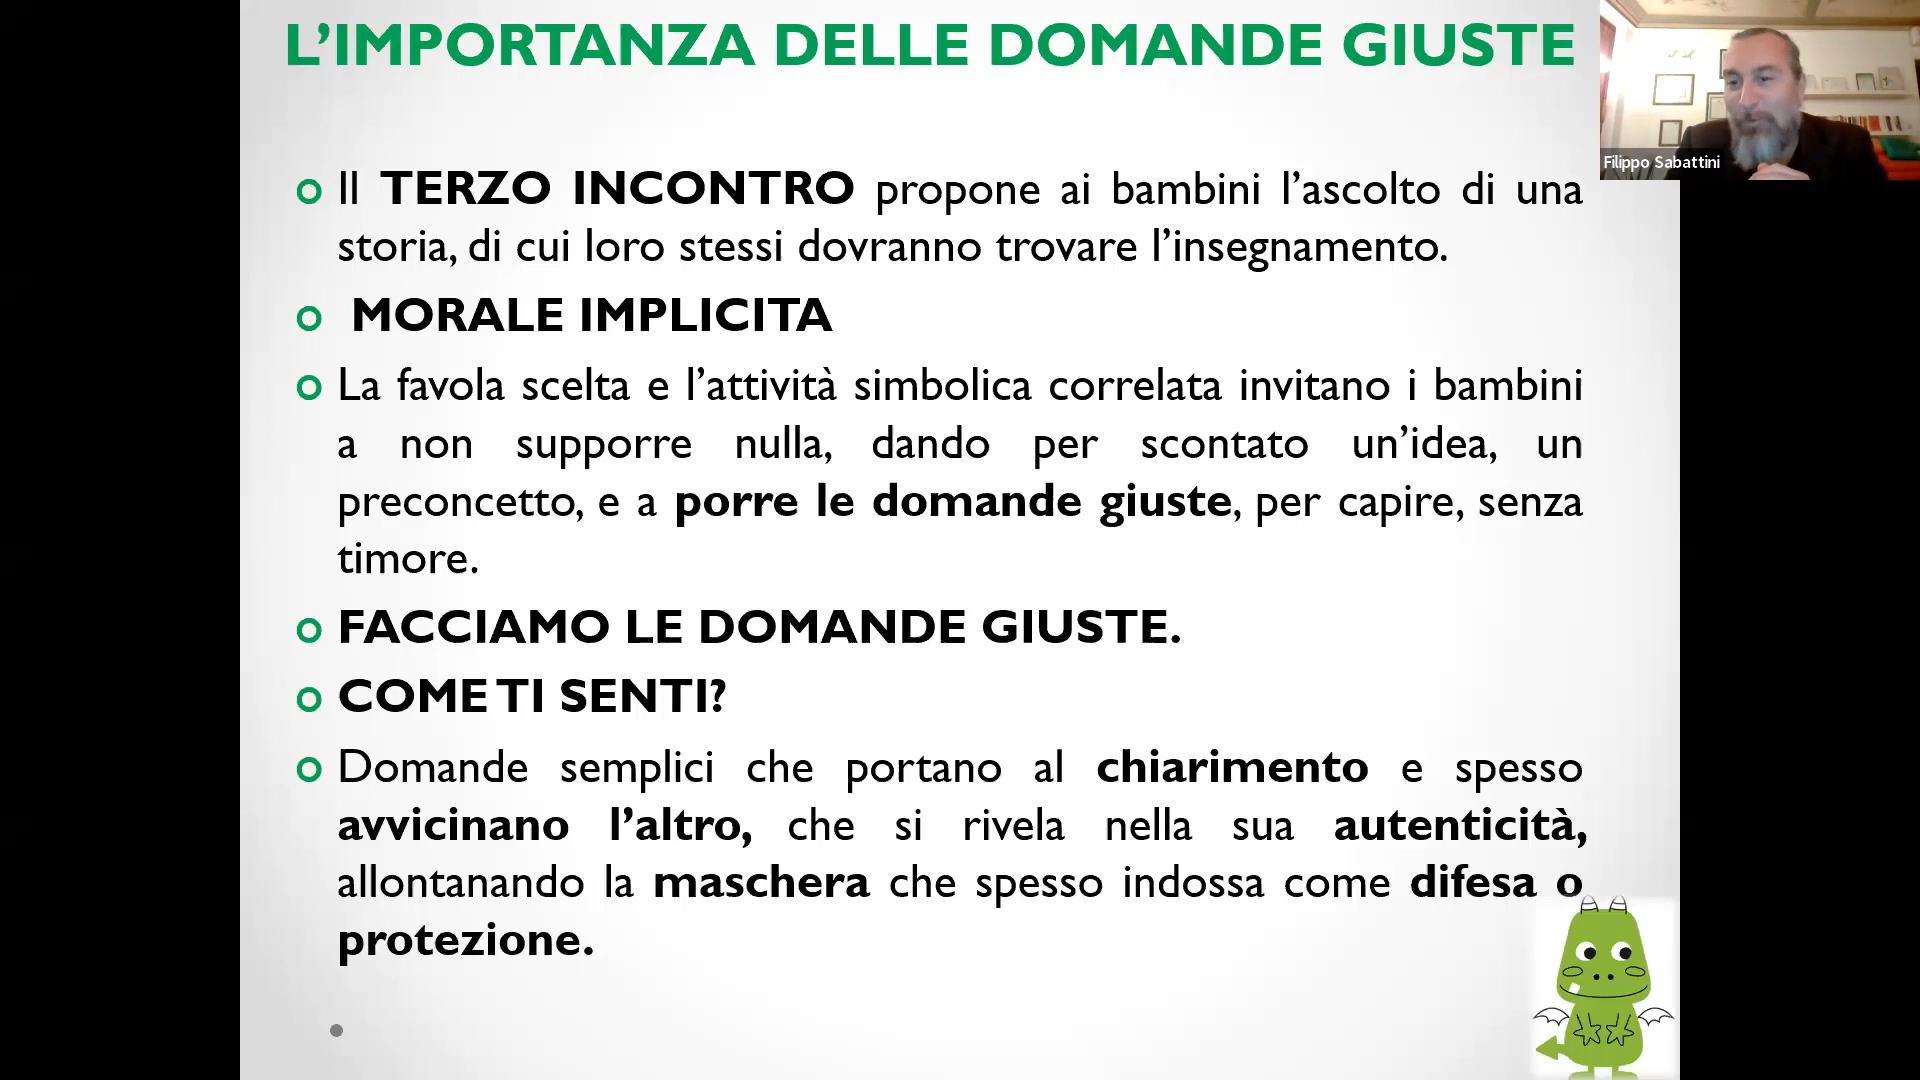 L’IMPORTANZA DELLE DOMANDE GIUSTE
Filippo Sabattini
Il TERZO INCONTRO propone ai bambini l’ascolto di una
storia, di cui loro stessi dovranno trovare l’insegnamento.
MORALE IMPLICITA
La favola scelta e l’attività simbolica correlata invitano i bambini
a non supporre nulla, dando per scontato un’idea, un
preconcetto, e a porre le domande giuste, per capire, senza
timore.
FACCIAMO LE DOMANDE GIUSTE.
COME TI SENTI?
Domande semplici che portano al chiarimento e spesso
avvicinano l’altro, che si rivela nella sua autenticità,
allontanando la maschera che spesso indossa come difesa o
protezione.